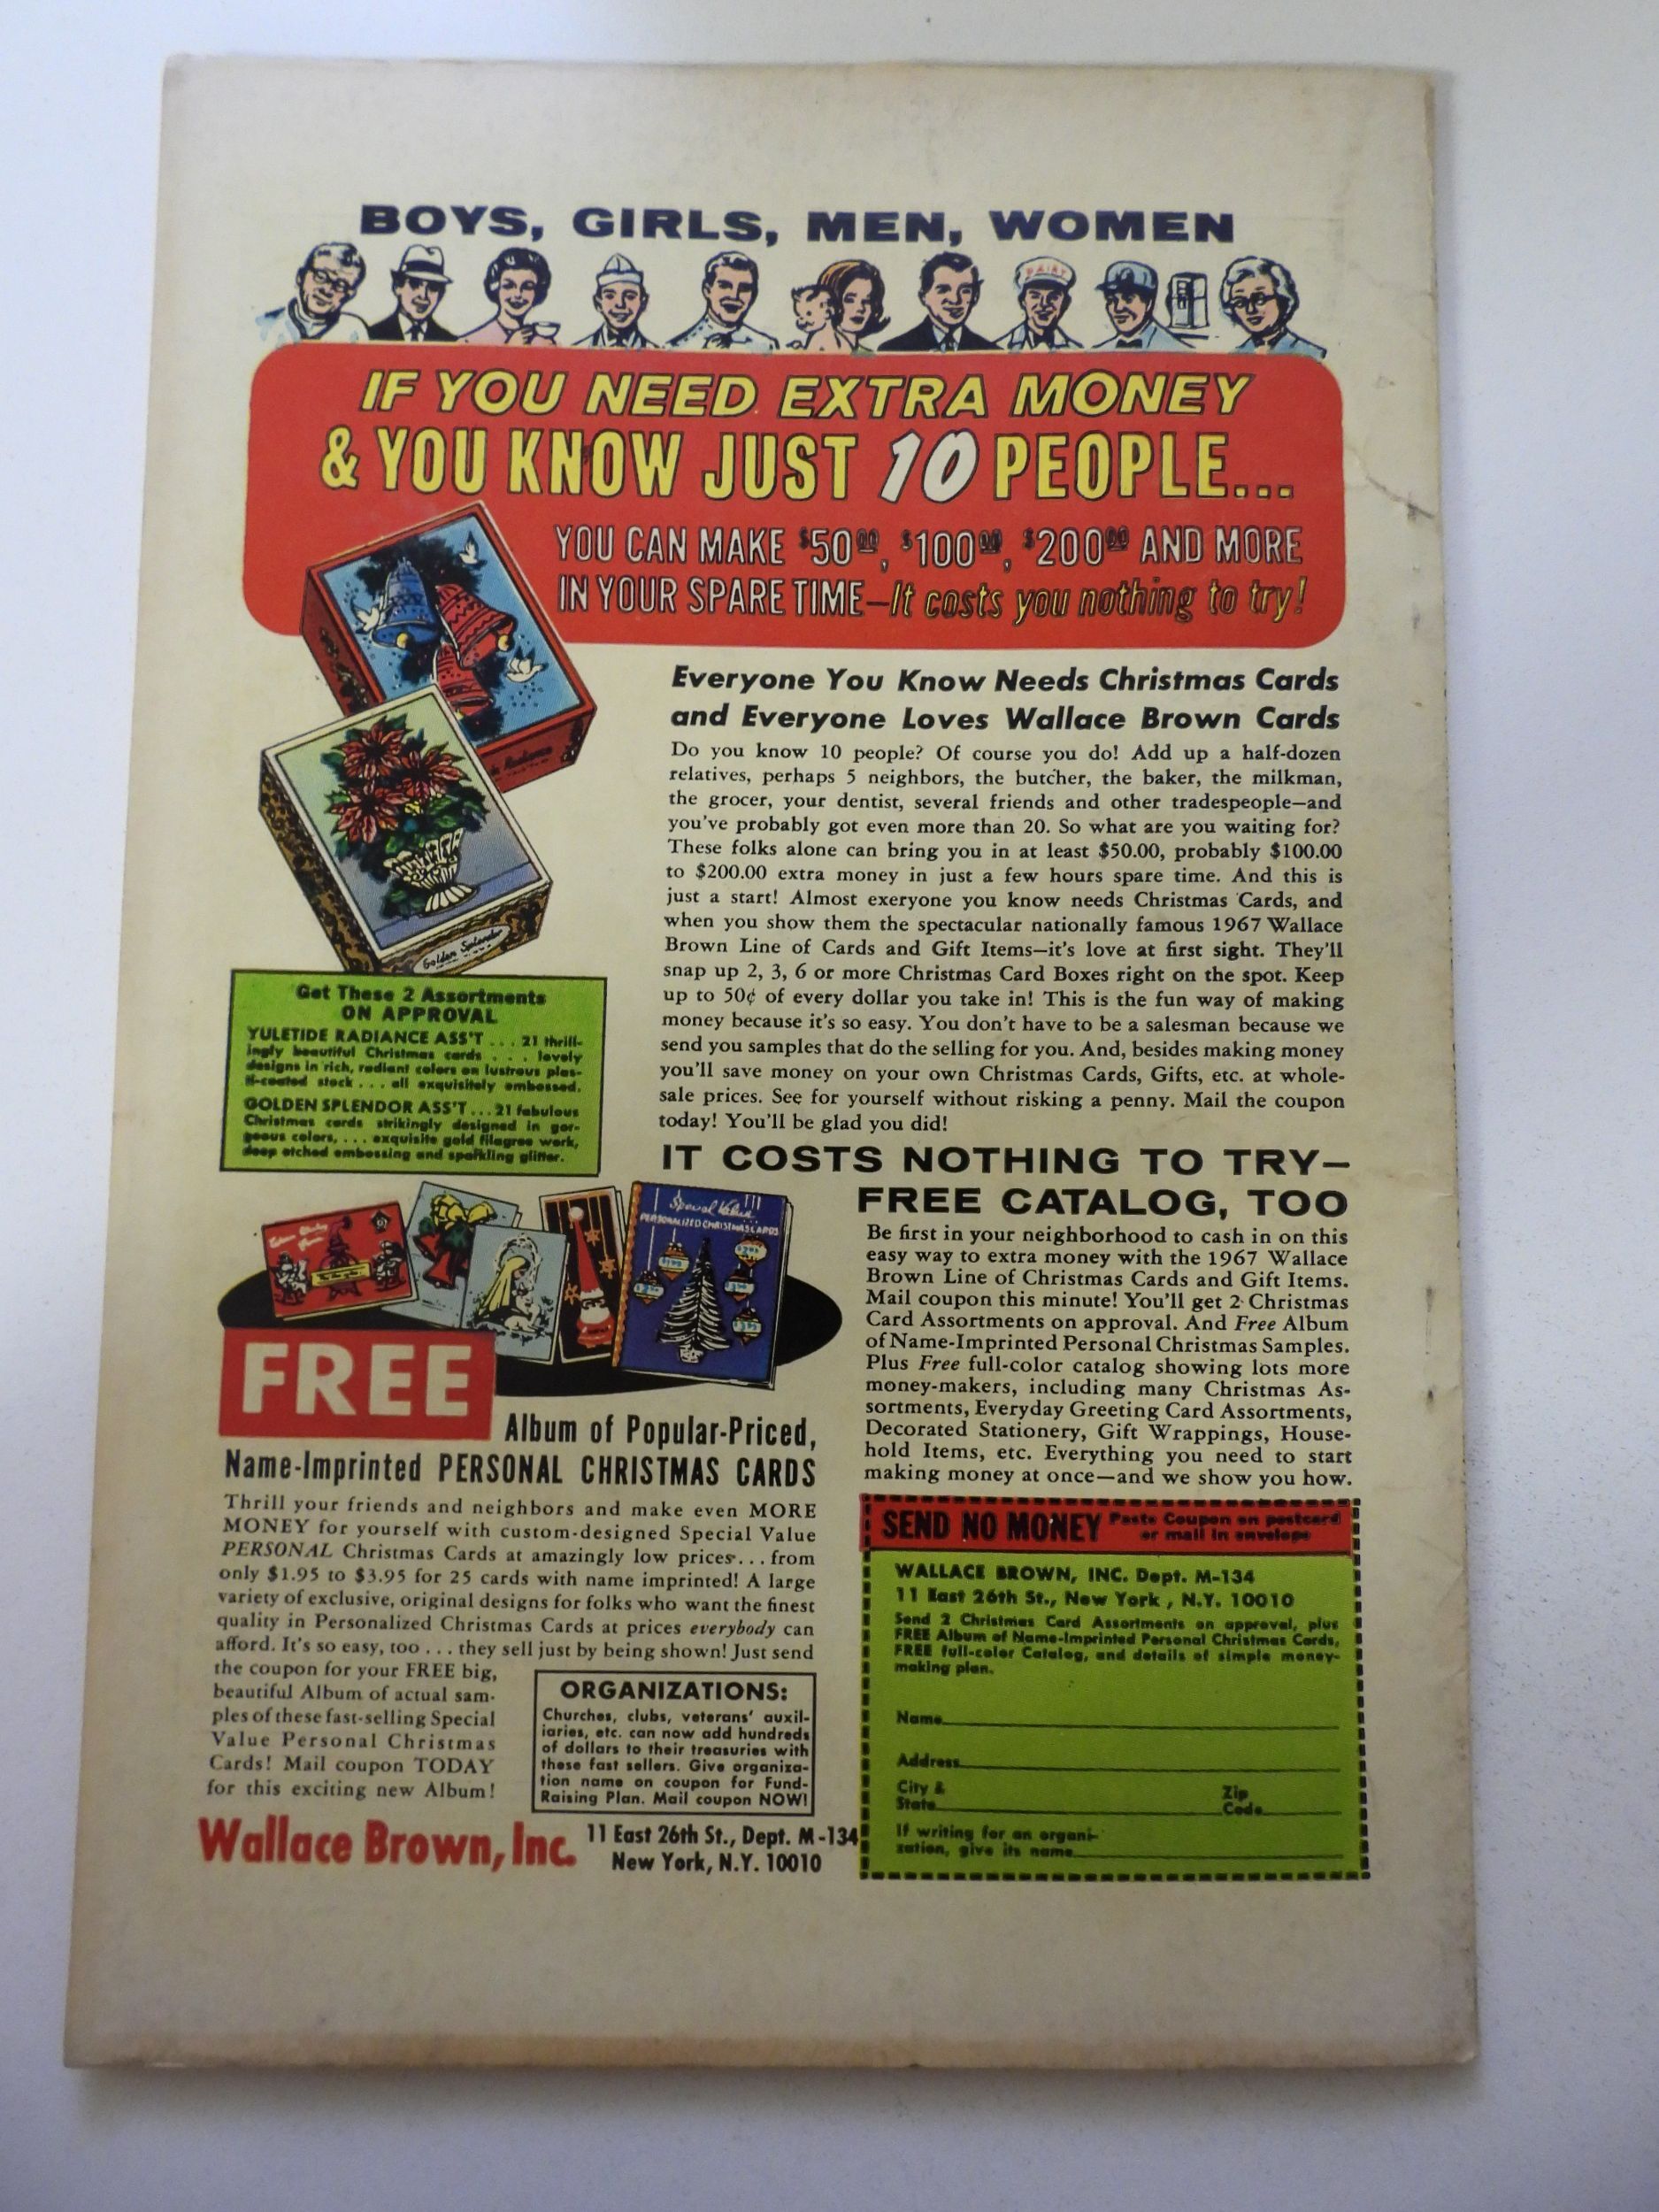 BOYS, GIRLS, MEN, WOMEN
DAIRY
IF YOU NEED EXTRA MONEY
& YOU KNOW JUST 10 PEOPLE...
YOU CAN MAKE $50.00, $100.00, $200.00 AND MORE
IN YOUR SPARE TIME—It costs you nothing to try!
Everyone You Know Needs Christmas Cards
and Everyone Loves Wallace Brown Cards
Do you know 10 people? Of course you do! Add up a half-dozen
relatives, perhaps 5 neighbors, the butcher, the baker, the milkman,
the grocer, your dentist, several friends and other tradespeople—and
you've probably got even more than 20. So what are you waiting for?
These folks alone can bring you in at least $50.00, probably $100.00
to $200.00 extra money in just a few hours spare time. And this is
just a start! Almost exeryone you know needs Christmas Cards, and
when you show them the spectacular nationally famous 1967 Wallace
Brown Line of Cards and Gift Items—it's love at first sight. They'll
snap up 2, 3, 6 or more Christmas Card Boxes right on the spot. Keep
up to 50¢ of every dollar you take in! This is the fun way of making
money because it's so easy. You don't have to be a salesman because we
send you samples that do the selling for you. And, besides making money
you'll save money on your own Christmas Cards, Gifts, etc. at whole-
sale prices. See for yourself without risking a penny. Mail the coupon
today! You'll be glad you did!
Radiance
Golden Splendor
Get These 2 Assortments
ON APPROVAL
YULETIDE RADIANCE ASS'T ... 21 thrill-
ingly beautiful Christmas cards . . . lovely
designs in rich, radiant colors on lustrous plas-
ti-coated stock . . . all exquisitely embossed.
GOLDEN SPLENDOR ASS'T ... 21 fabulous
Christmas cards strikingly designed in gor-
geous colors, . . . exquisite gold filagree work,
deep etched embossing and sparkling glitter.
IT COSTS NOTHING TO TRY—
FREE CATALOG, TOO
Be first in your neighborhood to cash in on this
easy way to extra money with the 1967 Wallace
Brown Line of Christmas Cards and Gift Items.
Mail coupon this minute! You'll get 2 Christmas
Card Assortments on approval. And Free Album
of Name-Imprinted Personal Christmas Samples.
Plus Free full-color catalog showing lots more
money-makers, including many Christmas As-
sortments, Everyday Greeting Card Assortments,
Decorated Stationery, Gift Wrappings, House-
hold Items, etc. Everything you need to start
making money at once—and we show you how.
Special Value
PERSONALIZED CHRISTMAS CARDS
FREE
Album of Popular-Priced,
Name-Imprinted PERSONAL CHRISTMAS CARDS
Thrill your friends and neighbors and make even MORE
MONEY for yourself with custom-designed Special Value
PERSONAL Christmas Cards at amazingly low prices... from
only $1.95 to $3.95 for 25 cards with name imprinted! A large
variety of exclusive, original designs for folks who want the finest
quality in Personalized Christmas Cards at prices everybody can
afford. It's so easy, too ... they sell just by being shown! Just send
the coupon for your FREE big,
beautiful Album of actual sam-
ples of these fast-selling Special
Value Personal Christmas
Cards! Mail coupon TODAY
for this exciting new Album!
ORGANIZATIONS:
Churches, clubs, veterans' auxil-
iaries, etc. can now add hundreds
of dollars to their treasuries with
these fast sellers. Give organiza-
tion name on coupon for Fund-
Raising Plan. Mail coupon NOW!
Wallace Brown, Inc.
11 East 26th St., Dept. M-134
New York, N.Y. 10010
SEND NO MONEY
Paste Coupon on postcard
or mail in envelope
WALLACE BROWN, INC. Dept. M-134
11 East 26th St., New York, N.Y. 10010
Send 2 Christmas Card Assortments on approval, plus
FREE Album of Name-Imprinted Personal Christmas Cards,
FREE full-color Catalog, and details of simple money-
making plan.
Name
Address
City &
State
Zip
Code
If writing for an organi-
zation, give its name